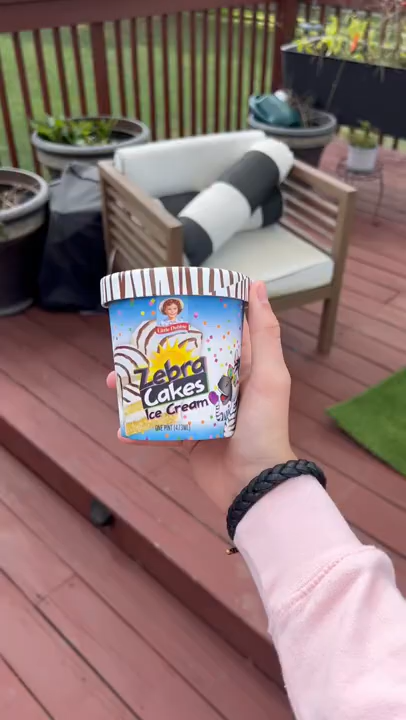 Little Debbie
Zebra
Cakes
Ice Cream
ONE PINT (473mL)